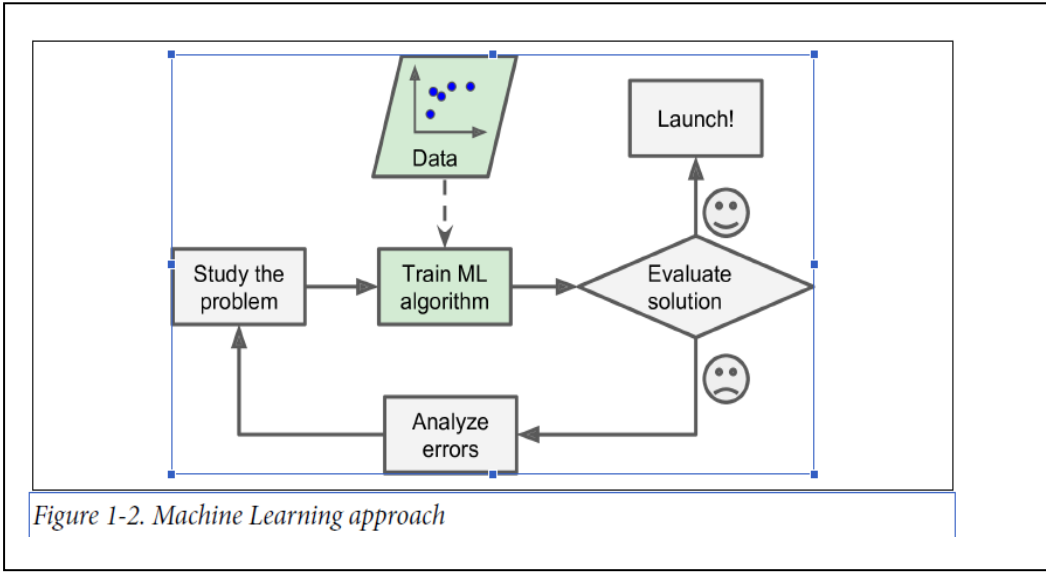 Data
Launch!
Study the
problem
Train ML
algorithm
Evaluate
solution
Analyze
errors
Figure 1-2. Machine Learning approach